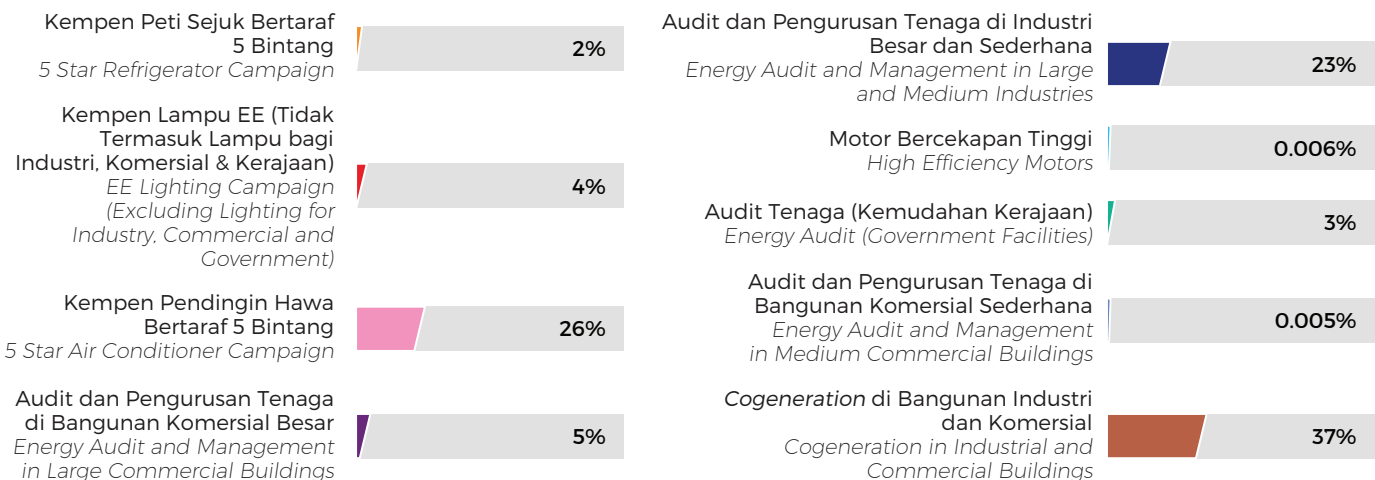 Kempen Peti Sejuk Bertaraf
5 Bintang
5 Star Refrigerator Campaign
2%
Kempen Lampu EE (Tidak
Termasuk Lampu bagi
Industri, Komersial & Kerajaan)
EE Lighting Campaign
(Excluding Lighting for
Industry, Commercial and
Government)
4%
Kempen Pendingin Hawa
Bertaraf 5 Bintang
5 Star Air Conditioner Campaign
26%
Audit dan Pengurusan Tenaga
di Bangunan Komersial Besar
Energy Audit and Management
in Large Commercial Buildings
5%
Audit dan Pengurusan Tenaga di Industri
Besar dan Sederhana
Energy Audit and Management in Large
and Medium Industries
23%
Motor Bercekapan Tinggi
High Efficiency Motors
0.006%
Audit Tenaga (Kemudahan Kerajaan)
Energy Audit (Government Facilities)
3%
Audit dan Pengurusan Tenaga di
Bangunan Komersial Sederhana
Energy Audit and Management
in Medium Commercial Buildings
0.005%
Cogeneration di Bangunan Industri
dan Komersial
Cogeneration in Industrial and
Commercial Buildings
37%